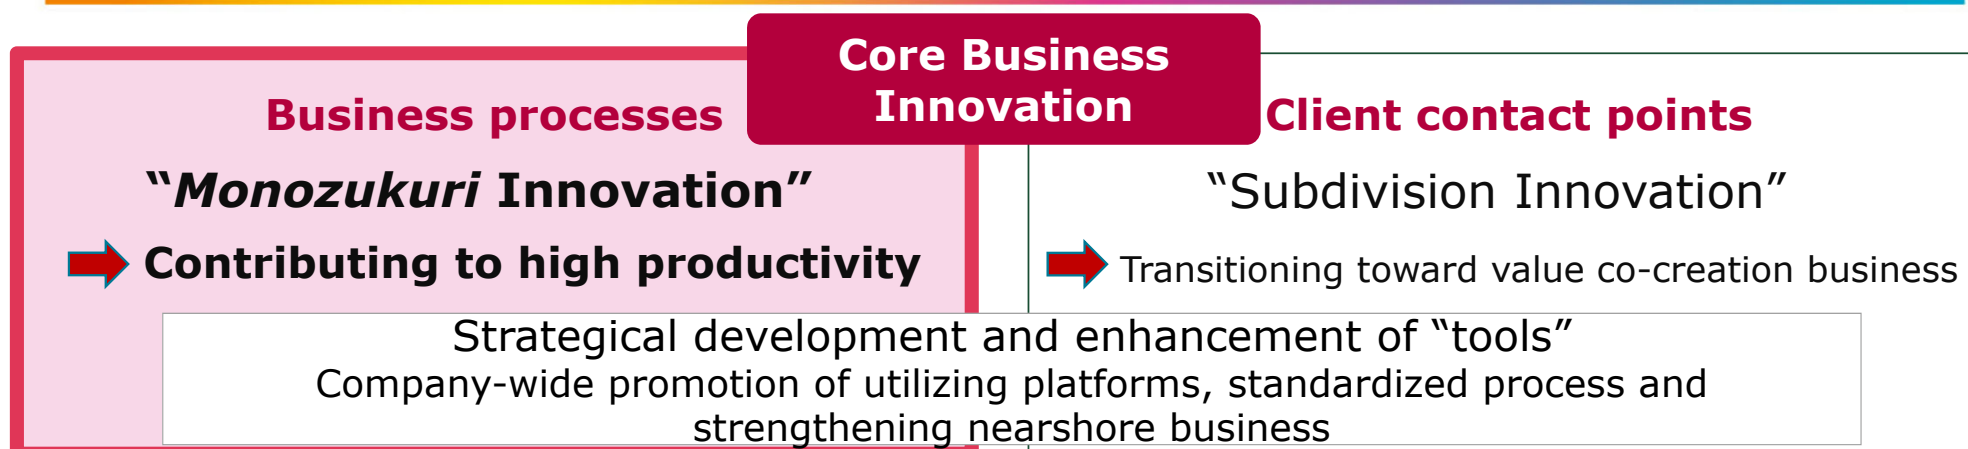 Core Business
Innovation
Business processes
“Monozukuri Innovation”
Contributing to high productivity
Client contact points
“Subdivision Innovation”
Transitioning toward value co-creation business
Strategical development and enhancement of “tools”
Company-wide promotion of utilizing platforms, standardized process and
strengthening nearshore business